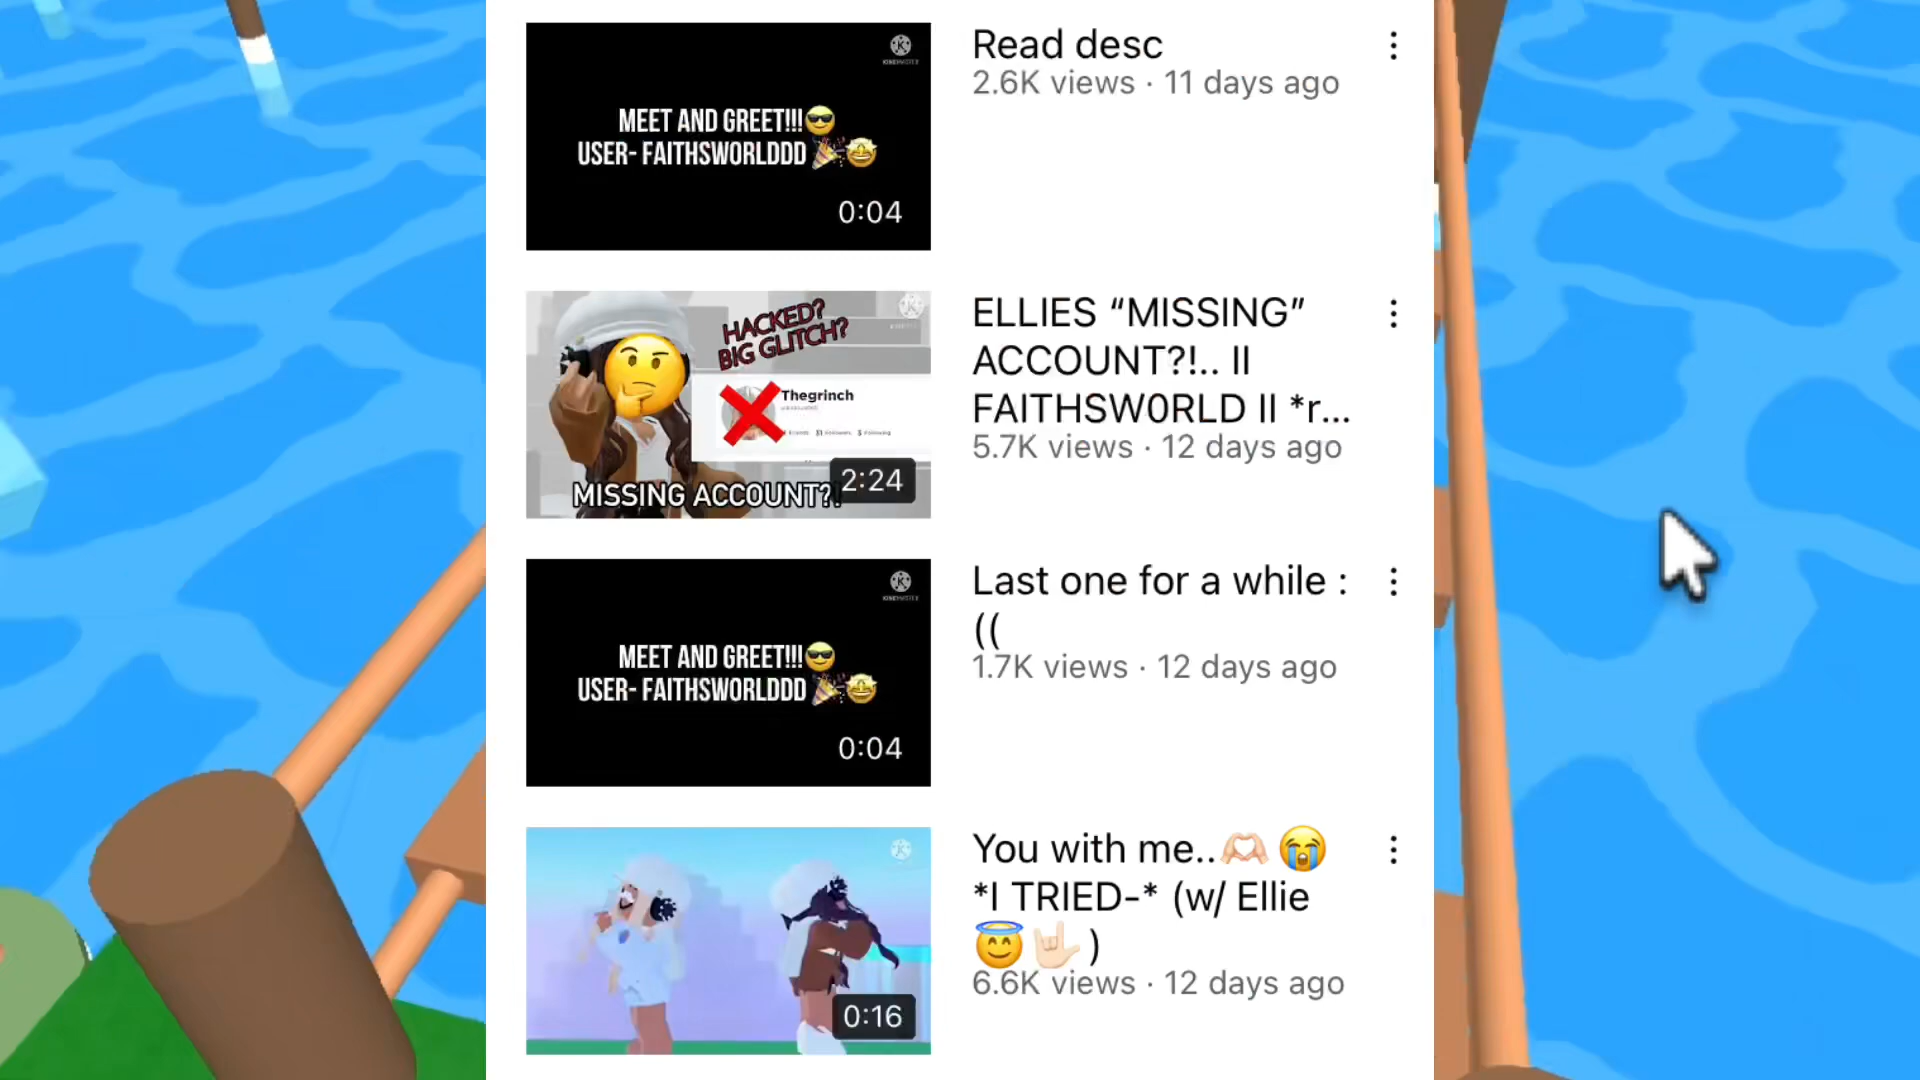 MEET AND GREET!!!😎
USER- FAITHSWORLDDD 🎉🤩
0:04
Read desc
2.6K views · 11 days ago
HACKED?
BIG GLITCH?
Thegrinch
MISSING ACCOUNT?!
2:24
ELLIES “MISSING”
ACCOUNT?!.. II
FAITHSW0RLD II *r...
5.7K views · 12 days ago
MEET AND GREET!!!😎
USER- FAITHSWORLDDD 🎉🤩
0:04
Last one for a while :
((
1.7K views · 12 days ago
0:16
You with me..🫶🏻😭
*I TRIED-* (w/ Ellie
😇🤟🏻)
6.6K views · 12 days ago